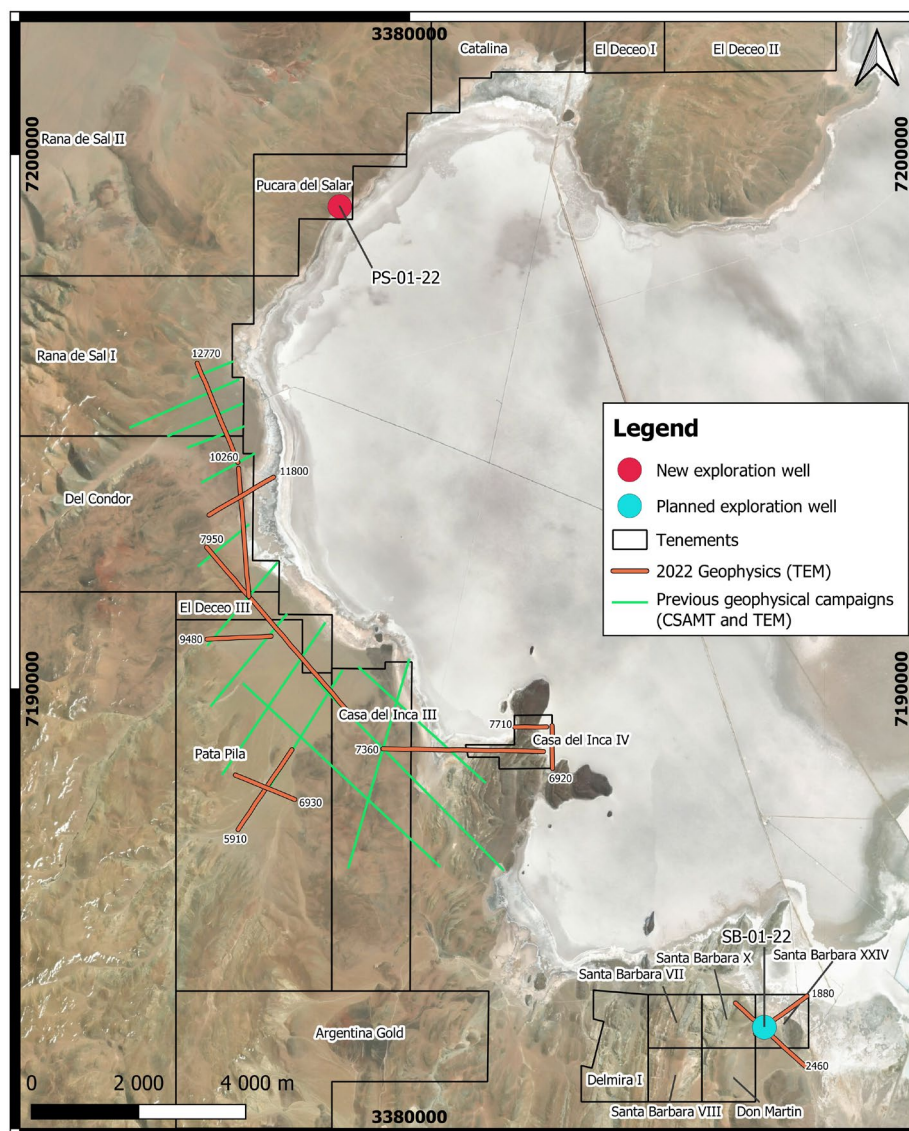 3380000
Catalina
El Deceo I
El Deceo II
Rana de Sal II
7200000
7200000
Pucara del Salar
PS-01-22
Rana de Sal I
12770
Legend
New exploration well
Planned exploration well
Tenements
2022 Geophysics (TEM)
Previous geophysical campaigns
(CSAMT and TEM)
10260
11800
Del Condor
7950
El Deceo III
9480
7190000
7190000
Casa del Inca III
7710
Casa del Inca IV
7360
Pata Pila
6920
6930
5910
SB-01-22
Santa Barbara X
Santa Barbara XXIV
Santa Barbara VII
1880
Argentina Gold
2460
Delmira I
Santa Barbara VIII
Don Martin
0
2 000
4 000 m
3380000